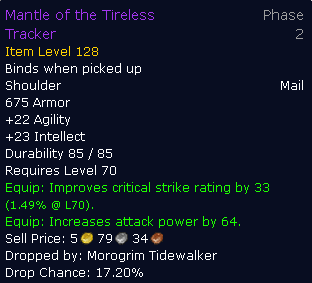 Mantle of the Tireless Phase
Tracker 2
Item Level 128
Binds when picked up
Shoulder Mail
675 Armor
+22 Agility
+23 Intellect
Durability 85 / 85
Requires Level 70
Equip: Improves critical strike rating by 33
(1.49% @ L70).
Equip: Increases attack power by 64.
Sell Price: 5 79 34
Dropped by: Morogrim Tidewalker
Drop Chance: 17.20%